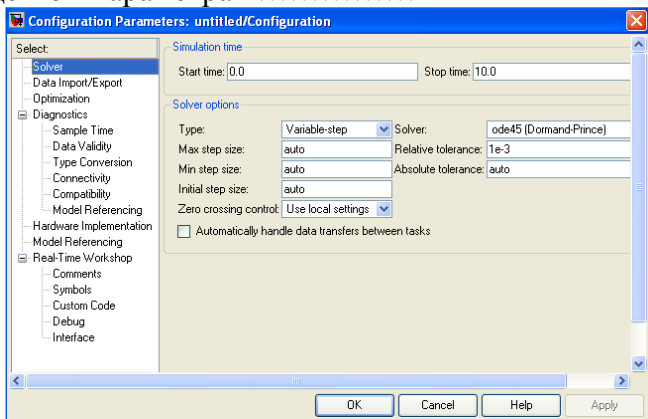 Configuration Parameters: untitled/Configuration
Select:
Solver
Data Import/Export
Optimization
Diagnostics
Sample Time
Data Validity
Type Conversion
Connectivity
Compatibility
Model Referencing
Hardware Implementation
Model Referencing
Real-Time Workshop
Comments
Symbols
Custom Code
Debug
Interface
Simulation time
Start time: 0.0 Stop time: 10.0
Solver options
Type: Variable-step Solver: ode45 (Dormand-Prince)
Max step size: auto Relative tolerance: 1e-3
Min step size: auto Absolute tolerance: auto
Initial step size: auto
Zero crossing control: Use local settings
Automatically handle data transfers between tasks
OK Cancel Help Apply